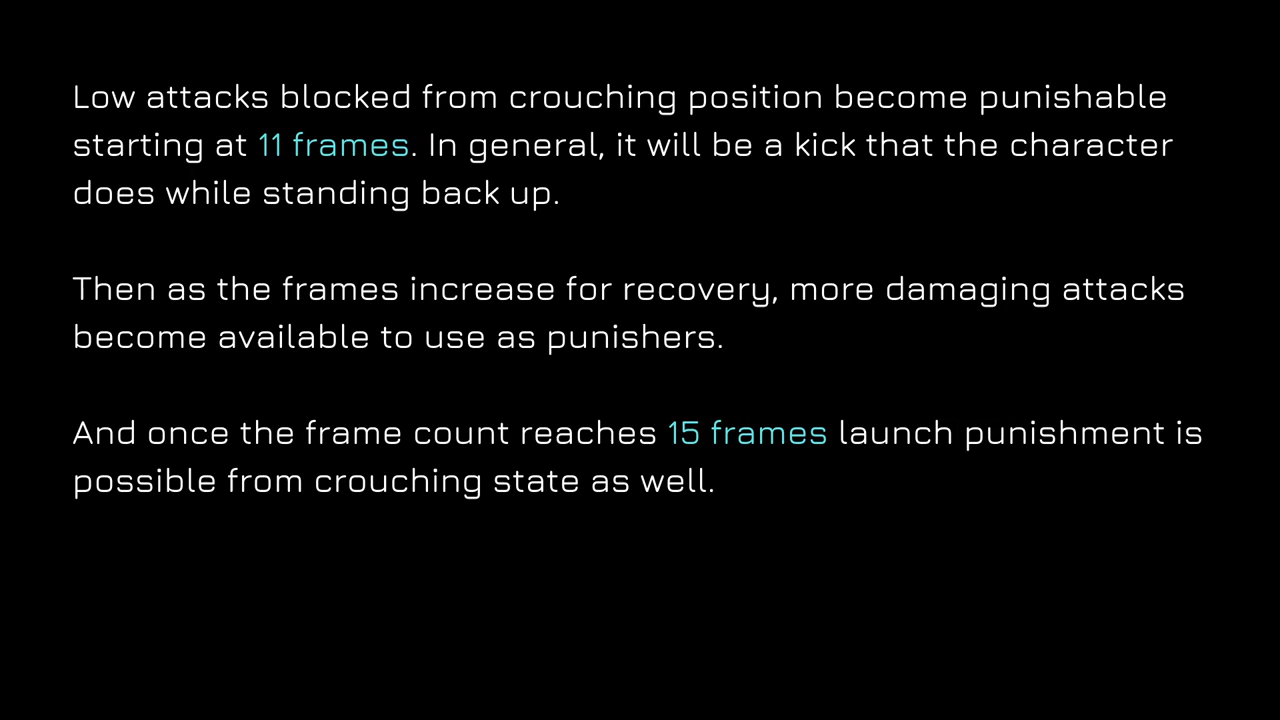 Low attacks blocked from crouching position become punishable
starting at 11 frames. In general, it will be a kick that the character
does while standing back up.
Then as the frames increase for recovery, more damaging attacks
become available to use as punishers.
And once the frame count reaches 15 frames launch punishment is
possible from crouching state as well.